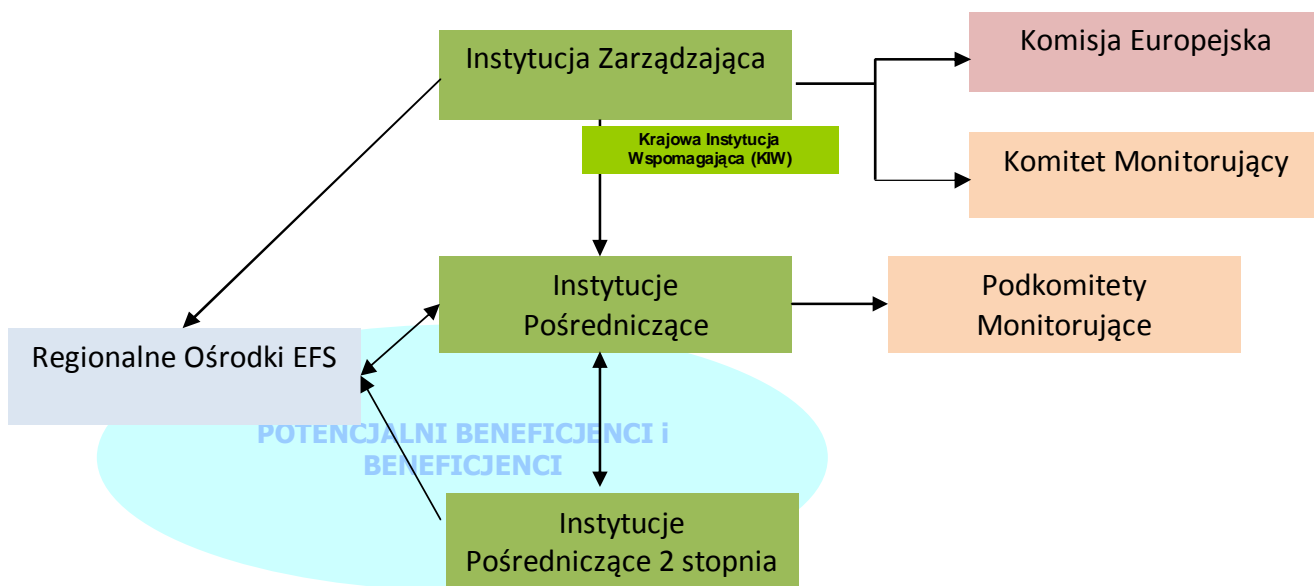 Instytucja Zarządzająca
Komisja Europejska
Krajowa Instytucja
Wspomagająca (KIW)
Komitet Monitorujący
Instytucje
Pośredniczące
Podkomitety
Monitorujące
Regionalne Ośrodki EFS
POTENCJALNI BENEFICJENCI i
BENEFICJENCI
Instytucje
Pośredniczące 2 stopnia